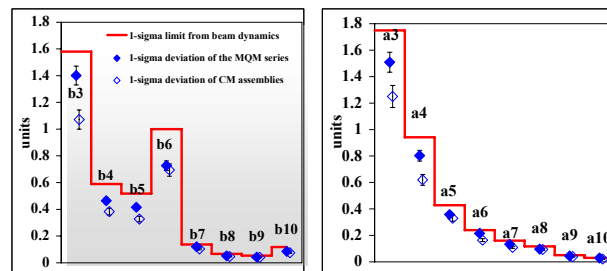 1.8
1.6
1.4
1.2
1
0.8
0.6
0.4
0.2
0
units
1-sigma limit from beam dynamics
1-sigma deviation of the MQM series
1-sigma deviation of CM assemblies
b3
b4
b5
b6
b7
b8
b9
b10
1.8
1.6
1.4
1.2
1
0.8
0.6
0.4
0.2
0
units
a3
a4
a5
a6
a7
a8
a9
a10